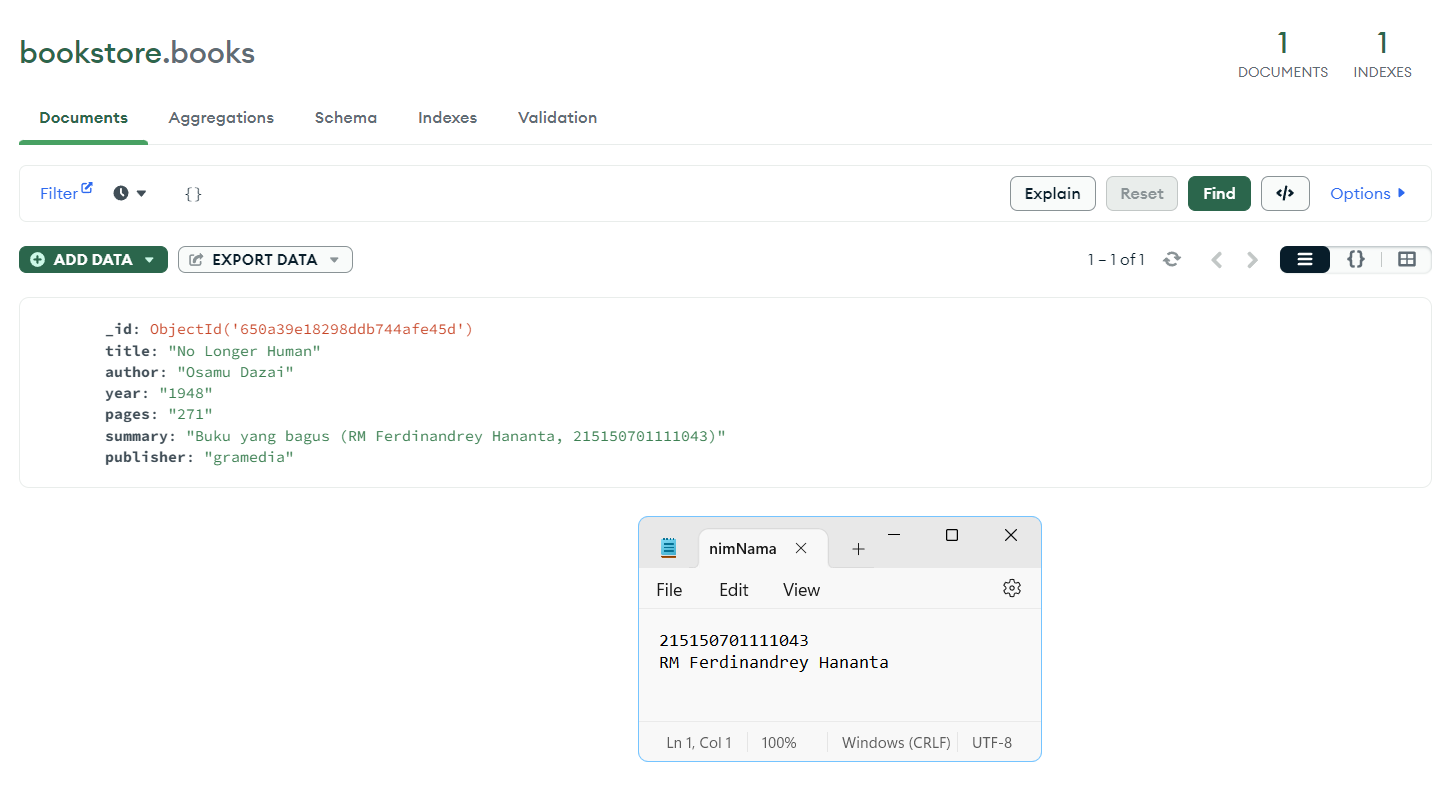 bookstore.books
1 1
DOCUMENTS INDEXES
Documents Aggregations Schema Indexes Validation
Filter {} Explain Reset Find </> Options
ADD DATA EXPORT DATA 1 – 1 of 1 {}
_id: ObjectId('650a39e18298ddb744afe45d')
title: "No Longer Human"
author: "Osamu Dazai"
year: "1948"
pages: "271"
summary: "Buku yang bagus (RM Ferdinandrey Hananta, 215150701111043)"
publisher: "gramedia"
nimNama
File Edit View
215150701111043
RM Ferdinandrey Hananta
Ln 1, Col 1 100% Windows (CRLF) UTF-8